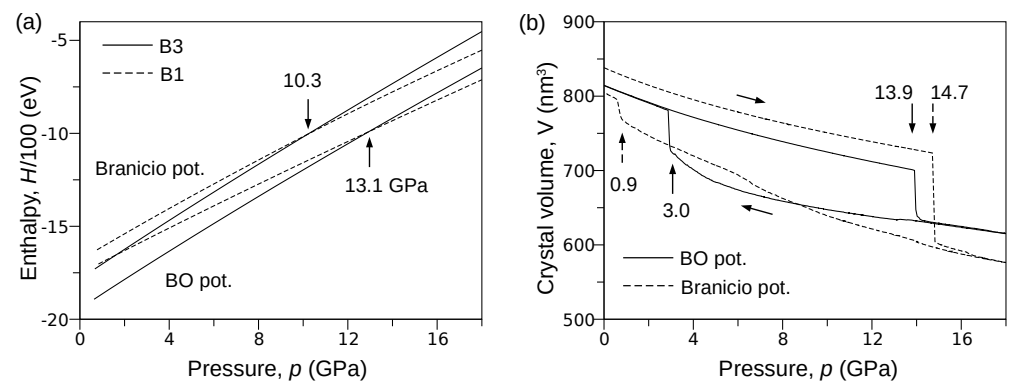 (a)
-5
-10
-15
-20
0
4
8
12
16
Enthalpy, H/100 (eV)
Pressure, p (GPa)
B3
B1
10.3
13.1 GPa
Branicio pot.
BO pot.
(b)
900
800
700
600
500
0
4
8
12
16
Crystal volume, V (nm³)
Pressure, p (GPa)
13.9 14.7
0.9
3.0
BO pot.
Branicio pot.